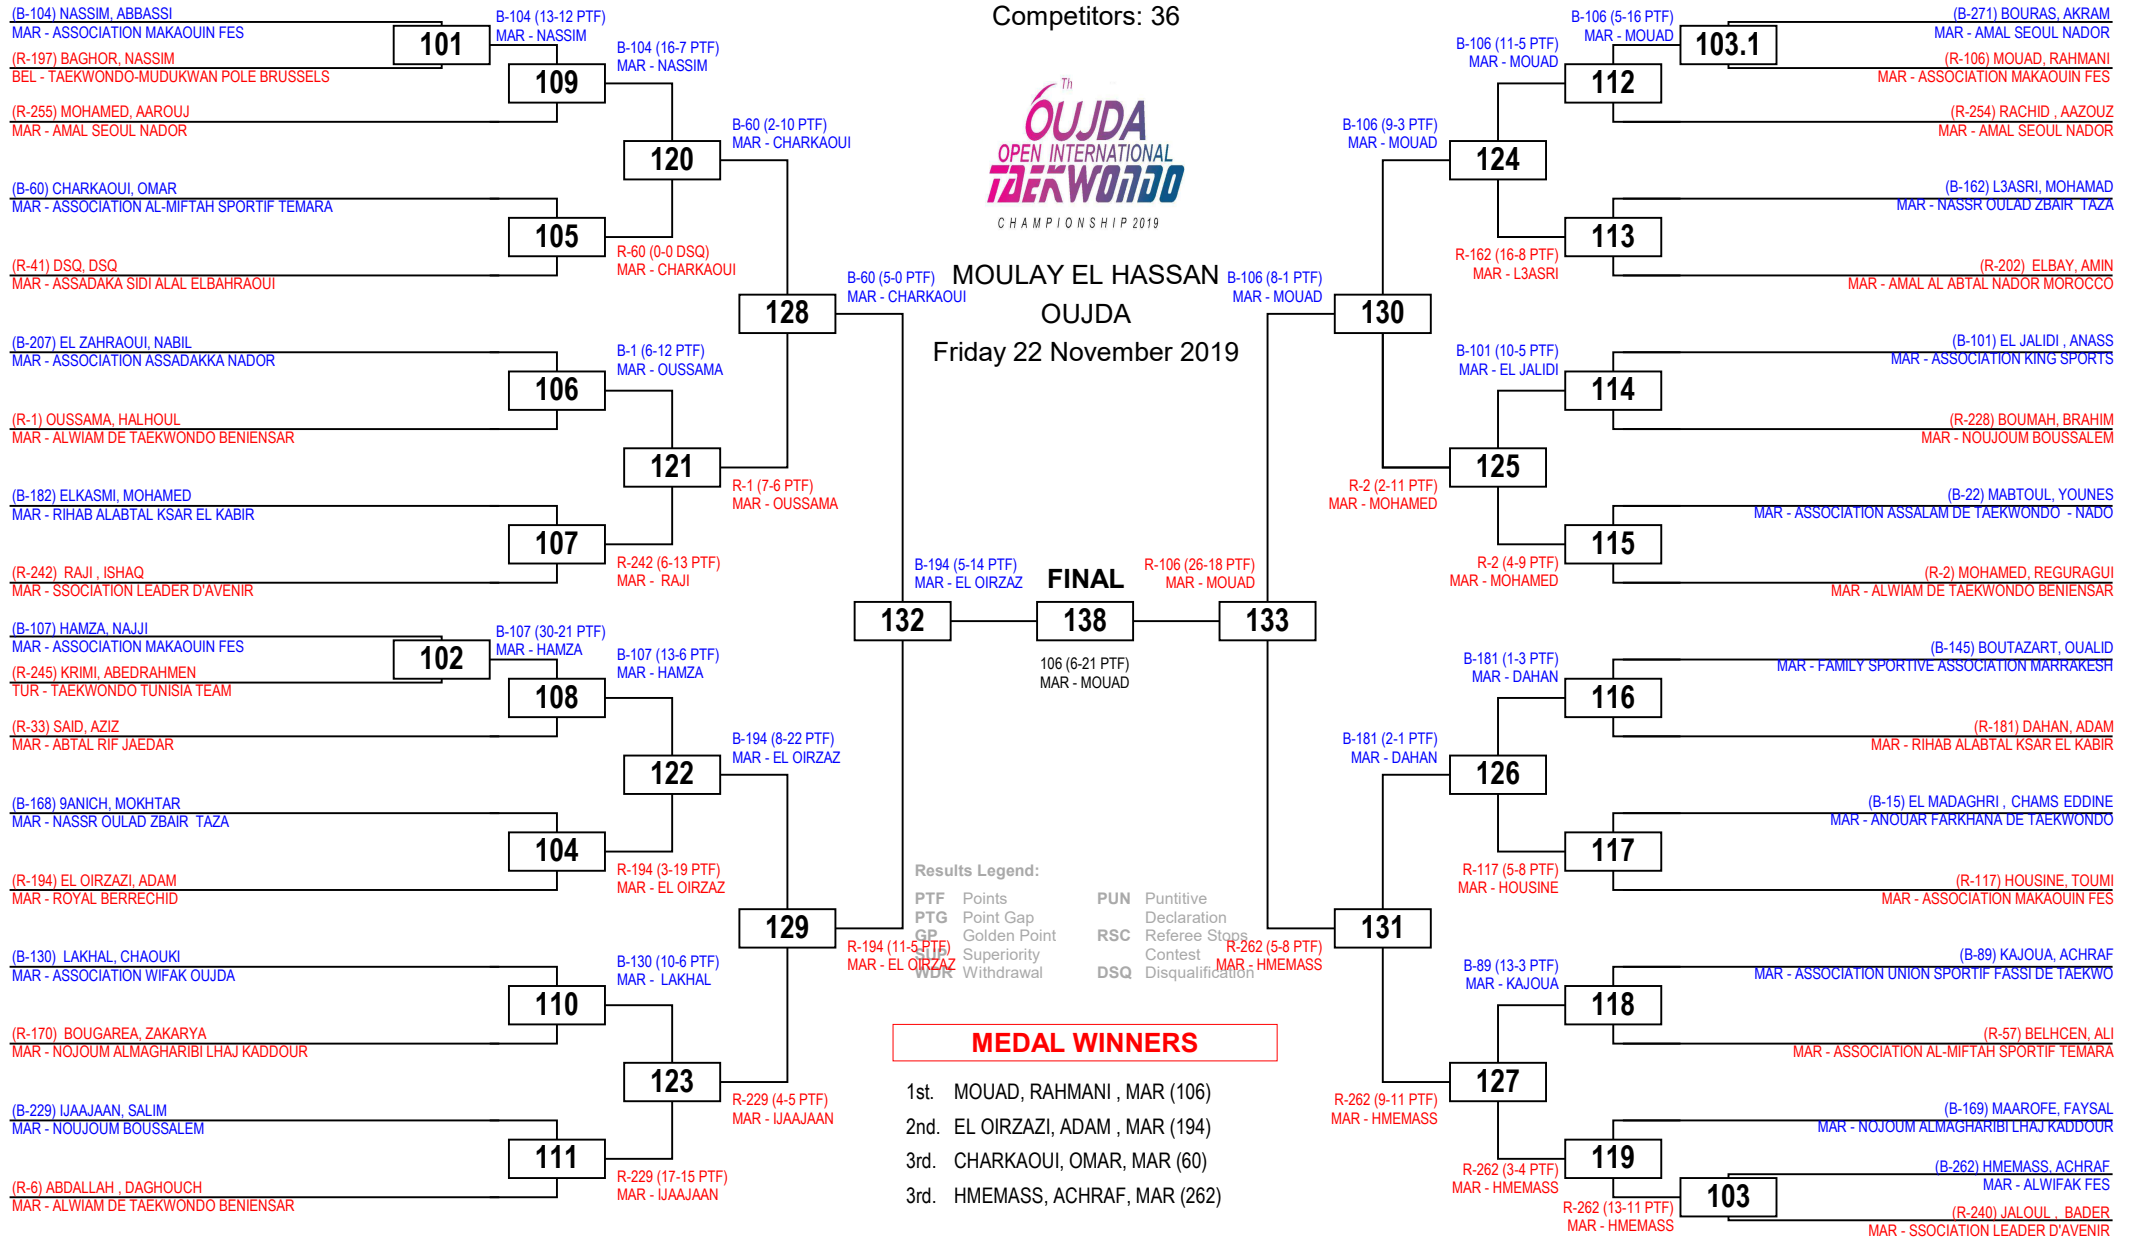 Competitors: 36
Th
6 OUJDA
OPEN INTERNATIONAL
TAEKWONDO
CHAMPIONSHIP 2019
MOULAY EL HASSAN
OUJDA
Friday 22 November 2019
(B-104) NASSIM, ABBASSI
MAR - ASSOCIATION MAKAOUIN FES
(R-197) BAGHOR, NASSIM
BEL - TAEKWONDO-MUDUKWAN POLE BRUSSELS
101
B-104 (13-12 PTF)
MAR - NASSIM
(R-255) MOHAMED, AAROUJ
MAR - AMAL SEOUL NADOR
109
B-104 (16-7 PTF)
MAR - NASSIM
(B-60) CHARKAOUI, OMAR
MAR - ASSOCIATION AL-MIFTAH SPORTIF TEMARA
(R-41) DSQ, DSQ
MAR - ASSADAKA SIDI ALAL ELBAHRAOUI
105
R-60 (0-0 DSQ)
MAR - CHARKAOUI
120
B-60 (2-10 PTF)
MAR - CHARKAOUI
(B-207) EL ZAHRAOUI, NABIL
MAR - ASSOCIATION ASSADAKKA NADOR
(R-1) OUSSAMA, HALHOUL
MAR - ALWIAM DE TAEKWONDO BENIENSAR
106
B-1 (6-12 PTF)
MAR - OUSSAMA
(B-182) ELKASMI, MOHAMED
MAR - RIHAB ALABTAL KSAR EL KABIR
(R-242) RAJI , ISHAQ
MAR - SSOCIATION LEADER D'AVENIR
107
R-242 (6-13 PTF)
MAR - RAJI
121
R-1 (7-6 PTF)
MAR - OUSSAMA
128
B-60 (5-0 PTF)
MAR - CHARKAOUI
(B-107) HAMZA, NAJJI
MAR - ASSOCIATION MAKAOUIN FES
(R-245) KRIMI, ABEDRAHMEN
TUR - TAEKWONDO TUNISIA TEAM
102
B-107 (30-21 PTF)
MAR - HAMZA
(R-33) SAID, AZIZ
MAR - ABTAL RIF JAEDAR
108
B-107 (13-6 PTF)
MAR - HAMZA
(B-168) 9ANICH, MOKHTAR
MAR - NASSR OULAD ZBAIR TAZA
(R-194) EL OIRZAZI, ADAM
MAR - ROYAL BERRECHID
104
R-194 (3-19 PTF)
MAR - EL OIRZAZ
122
B-194 (8-22 PTF)
MAR - EL OIRZAZ
(B-130) LAKHAL, CHAOUKI
MAR - ASSOCIATION WIFAK OUJDA
(R-170) BOUGAREA, ZAKARYA
MAR - NOJOUM ALMAGHARIBI LHAJ KADDOUR
110
B-130 (10-6 PTF)
MAR - LAKHAL
(B-229) IJAAJAAN, SALIM
MAR - NOUJOUM BOUSSALEM
(R-6) ABDALLAH , DAGHOUCH
MAR - ALWIAM DE TAEKWONDO BENIENSAR
111
R-229 (17-15 PTF)
MAR - IJAAJAAN
123
R-229 (4-5 PTF)
MAR - IJAAJAAN
129
R-194 (11-5 PTF)
MAR - EL OIRZAZ
132
B-194 (5-14 PTF)
MAR - EL OIRZAZ
FINAL
138
106 (6-21 PTF)
MAR - MOUAD
R-106 (26-18 PTF)
MAR - MOUAD
133
(B-271) BOURAS, AKRAM
MAR - AMAL SEOUL NADOR
(R-106) MOUAD, RAHMANI
MAR - ASSOCIATION MAKAOUIN FES
103.1
B-106 (5-16 PTF)
MAR - MOUAD
(R-254) RACHID , AAZOUZ
MAR - AMAL SEOUL NADOR
112
B-106 (11-5 PTF)
MAR - MOUAD
(B-162) L3ASRI, MOHAMAD
MAR - NASSR OULAD ZBAIR TAZA
(R-202) ELBAY, AMIN
MAR - AMAL AL ABTAL NADOR MOROCCO
113
R-162 (16-8 PTF)
MAR - L3ASRI
124
B-106 (9-3 PTF)
MAR - MOUAD
(B-101) EL JALIDI , ANASS
MAR - ASSOCIATION KING SPORTS
(R-228) BOUMAH, BRAHIM
MAR - NOUJOUM BOUSSALEM
114
B-101 (10-5 PTF)
MAR - EL JALIDI
(B-22) MABTOUL, YOUNES
MAR - ASSOCIATION ASSALAM DE TAEKWONDO - NADO
(R-2) MOHAMED, REGURAGUI
MAR - ALWIAM DE TAEKWONDO BENIENSAR
115
R-2 (4-9 PTF)
MAR - MOHAMED
125
R-2 (2-11 PTF)
MAR - MOHAMED
130
B-106 (8-1 PTF)
MAR - MOUAD
(B-145) BOUTAZART, OUALID
MAR - FAMILY SPORTIVE ASSOCIATION MARRAKESH
(R-181) DAHAN, ADAM
MAR - RIHAB ALABTAL KSAR EL KABIR
116
B-181 (1-3 PTF)
MAR - DAHAN
(B-15) EL MADAGHRI , CHAMS EDDINE
MAR - ANOUAR FARKHANA DE TAEKWONDO
(R-117) HOUSINE, TOUMI
MAR - ASSOCIATION MAKAOUIN FES
117
R-117 (5-8 PTF)
MAR - HOUSINE
126
B-181 (2-1 PTF)
MAR - DAHAN
(B-89) KAJOUA, ACHRAF
MAR - ASSOCIATION UNION SPORTIF FASSI DE TAEKWO
(R-57) BELHCEN, ALI
MAR - ASSOCIATION AL-MIFTAH SPORTIF TEMARA
118
B-89 (13-3 PTF)
MAR - KAJOUA
(B-169) MAAROFE, FAYSAL
MAR - NOJOUM ALMAGHARIBI LHAJ KADDOUR
(B-262) HMEMASS, ACHRAF
MAR - ALWIFAK FES
(R-240) JALOUL , BADER
MAR - SSOCIATION LEADER D'AVENIR
103
R-262 (13-11 PTF)
MAR - HMEMASS
119
R-262 (3-4 PTF)
MAR - HMEMASS
127
R-262 (9-11 PTF)
MAR - HMEMASS
131
R-262 (5-8 PTF)
MAR - HMEMASS
Results Legend:
PTF Points
PTG Point Gap
GP Golden Point
SUP Superiority
WDR Withdrawal
PUN Puntitive
Declaration
RSC Referee Stops
Contest
DSQ Disqualification
MEDAL WINNERS
1st. MOUAD, RAHMANI , MAR (106)
2nd. EL OIRZAZI, ADAM , MAR (194)
3rd. CHARKAOUI, OMAR, MAR (60)
3rd. HMEMASS, ACHRAF, MAR (262)